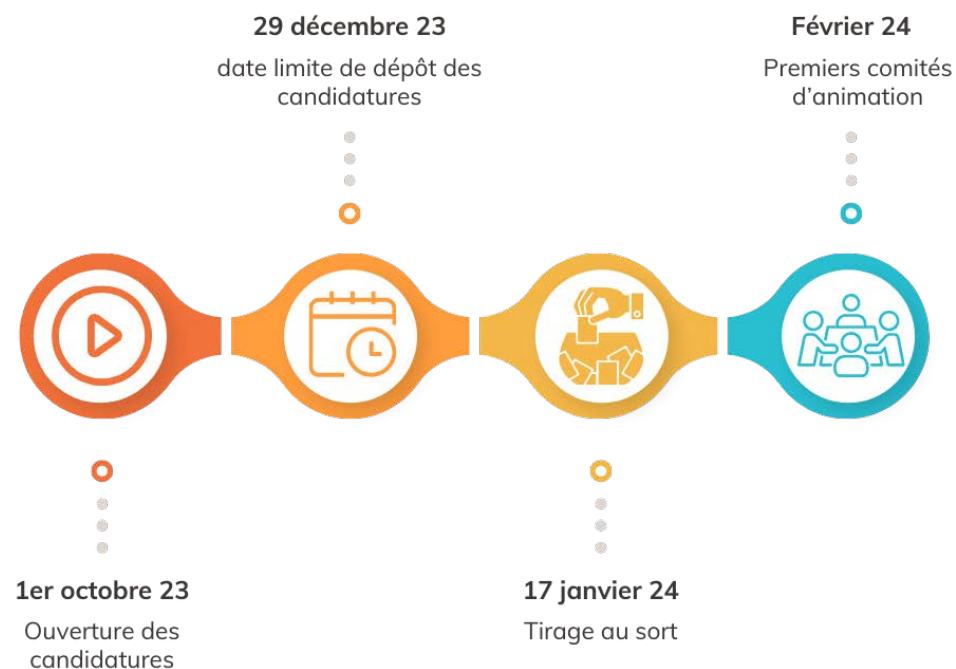 29 décembre 23
date limite de dépôt des
candidatures
Février 24
Premiers comités
d'animation
1er octobre 23
Ouverture des
candidatures
17 janvier 24
Tirage au sort